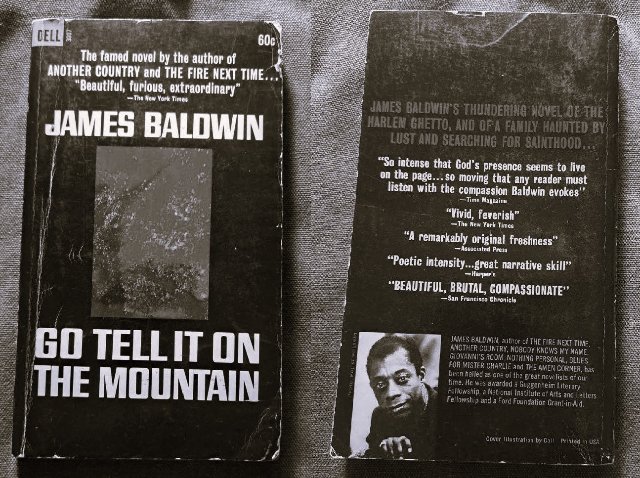 DELL
60c
The famed novel by the author of
ANOTHER COUNTRY and THE FIRE NEXT TIME...
"Beautiful, furious, extraordinary"
—The New York Times
JAMES BALDWIN
GO TELL IT ON
THE MOUNTAIN
JAMES BALDWIN'S THUNDERING NOVEL OF THE
HARLEM GHETTO, AND OF A FAMILY HAUNTED BY
LUST AND SEARCHING FOR SAINTHOOD...
"So intense that God's presence seems to live
on the page...so moving that any reader must
listen with the compassion Baldwin evokes"
—Time Magazine
"Vivid, feverish"
—The New York Times
"A remarkably original freshness"
—Associated Press
"Poetic intensity...great narrative skill"
—Harper's
"BEAUTIFUL, BRUTAL, COMPASSIONATE"
—San Francisco Chronicle
JAMES BALDWIN, author of THE FIRE NEXT TIME,
ANOTHER COUNTRY, NOBODY KNOWS MY NAME,
GIOVANNI'S ROOM, NOTHING PERSONAL, BLUES
FOR MISTER CHARLIE and THE AMEN CORNER, has
been hailed as one of the great novelists of our
time. He was awarded a Guggenheim Literary
Fellowship, a National Institute of Arts and Letters
Fellowship and a Ford Foundation Grant-in-Aid.
Cover Illustration by Printed in USA